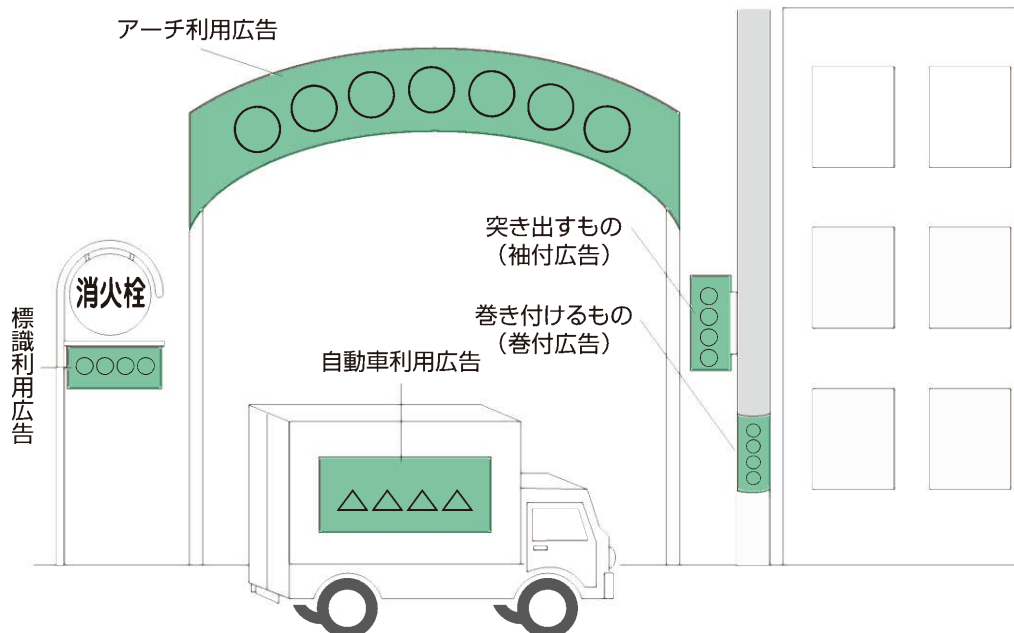 アーチ利用広告
突き出すもの
（袖付広告）
消火栓
巻き付けるもの
（巻付広告）
標識利用広告
自動車利用広告